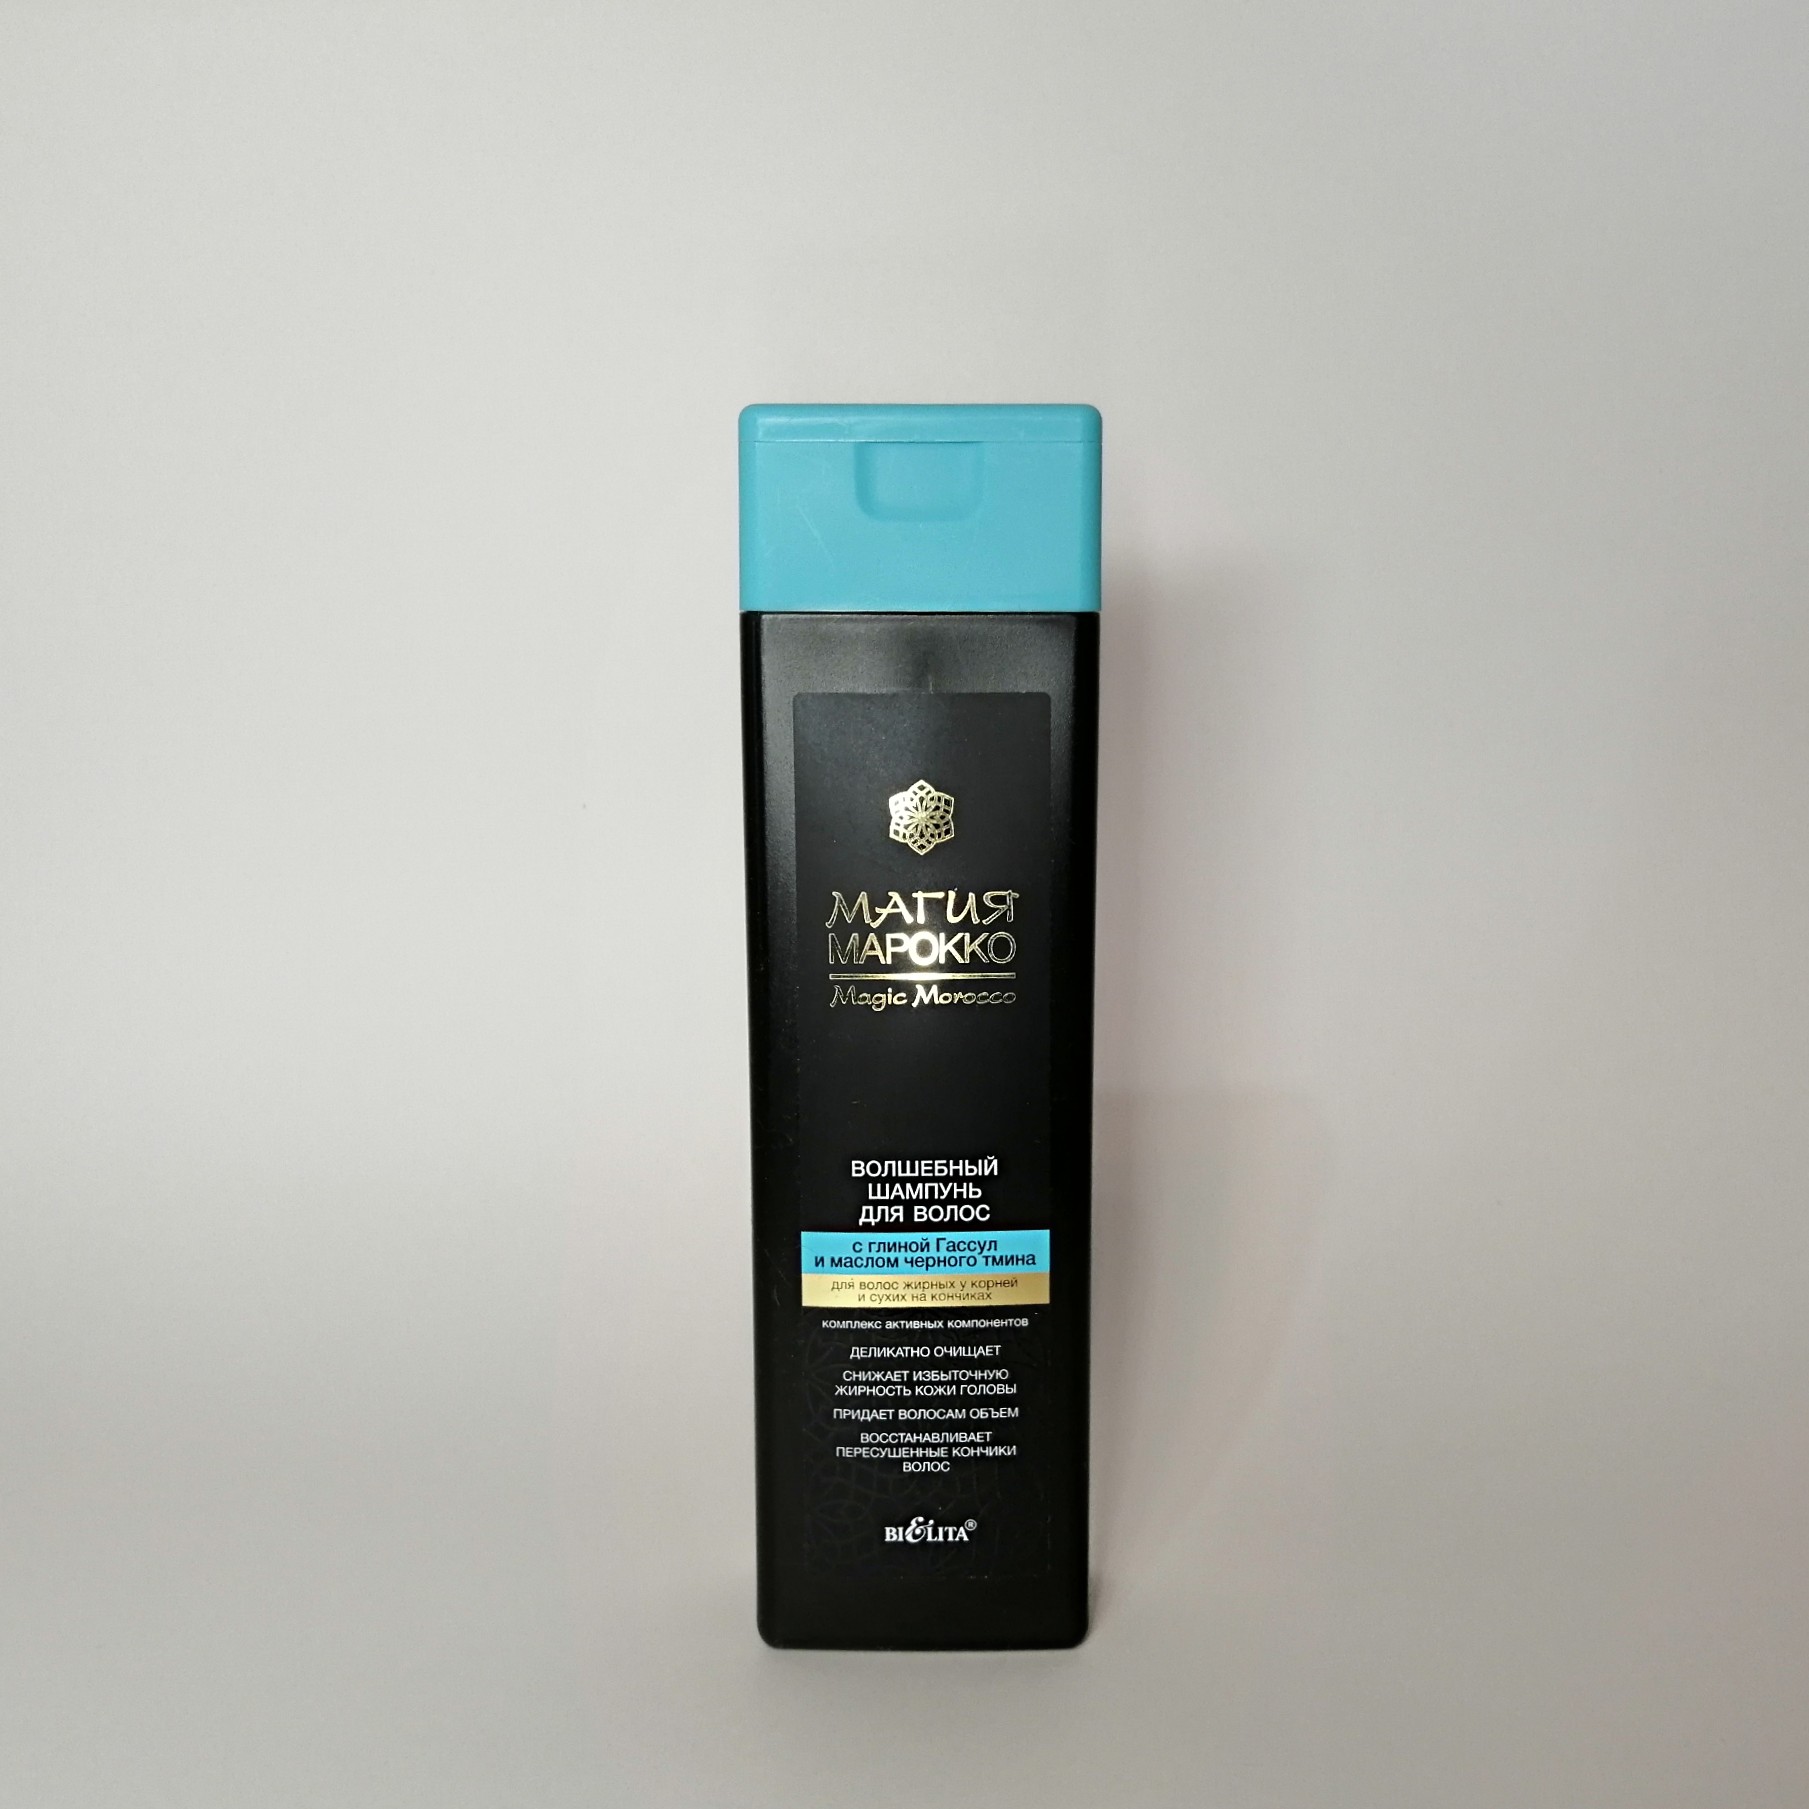 МАГИЯ
МАРОККО
Magic Morocco
ВОЛШЕБНЫЙ
ШАМПУНЬ
ДЛЯ ВОЛОС
с глиной Гассул
и маслом черного тмина
для волос жирных у корней
и сухих на кончиках
комплекс активных компонентов
ДЕЛИКАТНО ОЧИЩАЕТ
СНИЖАЕТ ИЗБЫТОЧНУЮ
ЖИРНОСТЬ КОЖИ ГОЛОВЫ
ПРИДАЕТ ВОЛОСАМ ОБЪЕМ
ВОССТАНАВЛИВАЕТ
ПЕРЕСУШЕННЫЕ КОНЧИКИ
ВОЛОС
BIELITA®